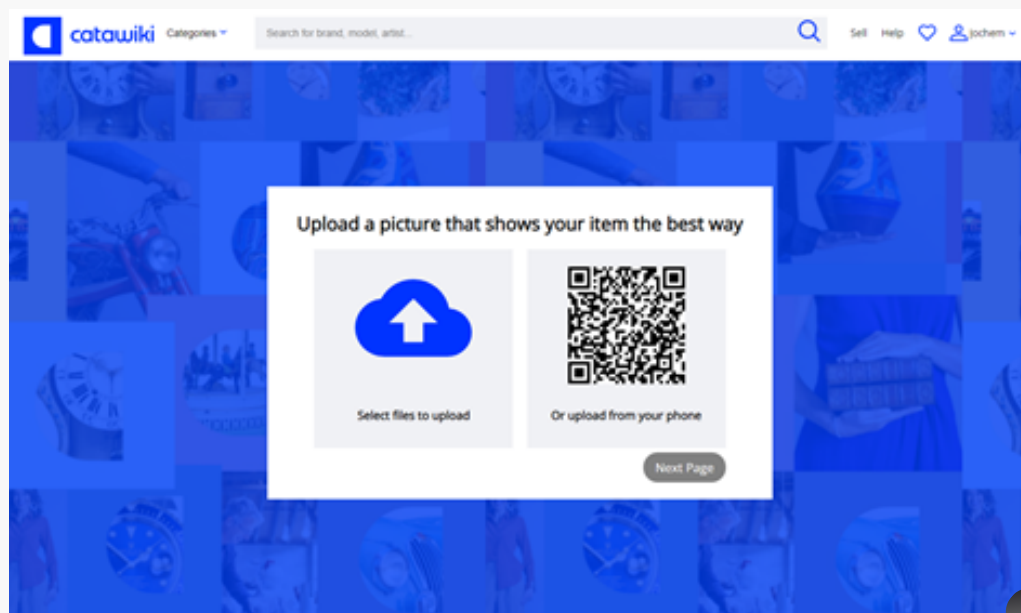 catawiki Categories Search for brand, model, artist... Sell Help Jochem
Upload a picture that shows your item the best way
Select files to upload Or upload from your phone
Next Page